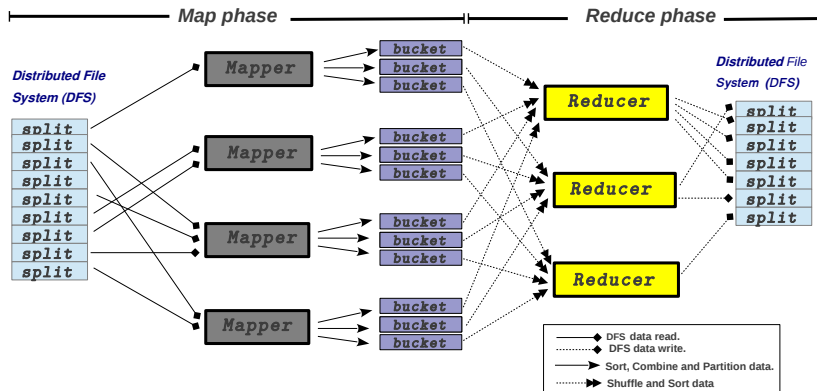 Map phase
Reduce phase
Distributed File
System (DFS)
split
split
split
split
split
split
split
split
split
Mapper
Mapper
Mapper
Mapper
bucket
bucket
bucket
bucket
bucket
bucket
bucket
bucket
bucket
bucket
bucket
bucket
Reducer
Reducer
Reducer
Distributed File
System (DFS)
split
split
split
split
split
split
split
DFS data read.
DFS data write.
Sort, Combine and Partition data.
Shuffle and Sort data